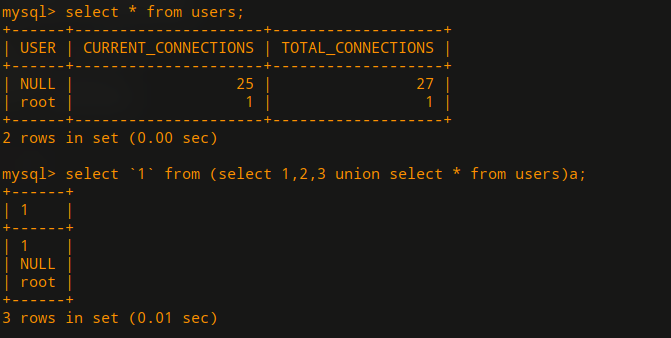 mysql> select * from users;
+------+---------------------+-------------------+
| USER | CURRENT_CONNECTIONS | TOTAL_CONNECTIONS |
+------+---------------------+-------------------+
| NULL |                  25 |                27 |
| root |                   1 |                 1 |
+------+---------------------+-------------------+
2 rows in set (0.00 sec)

mysql> select `1` from (select 1,2,3 union select * from users)a;
+------+
| 1    |
+------+
| 1    |
| NULL |
| root |
+------+
3 rows in set (0.01 sec)